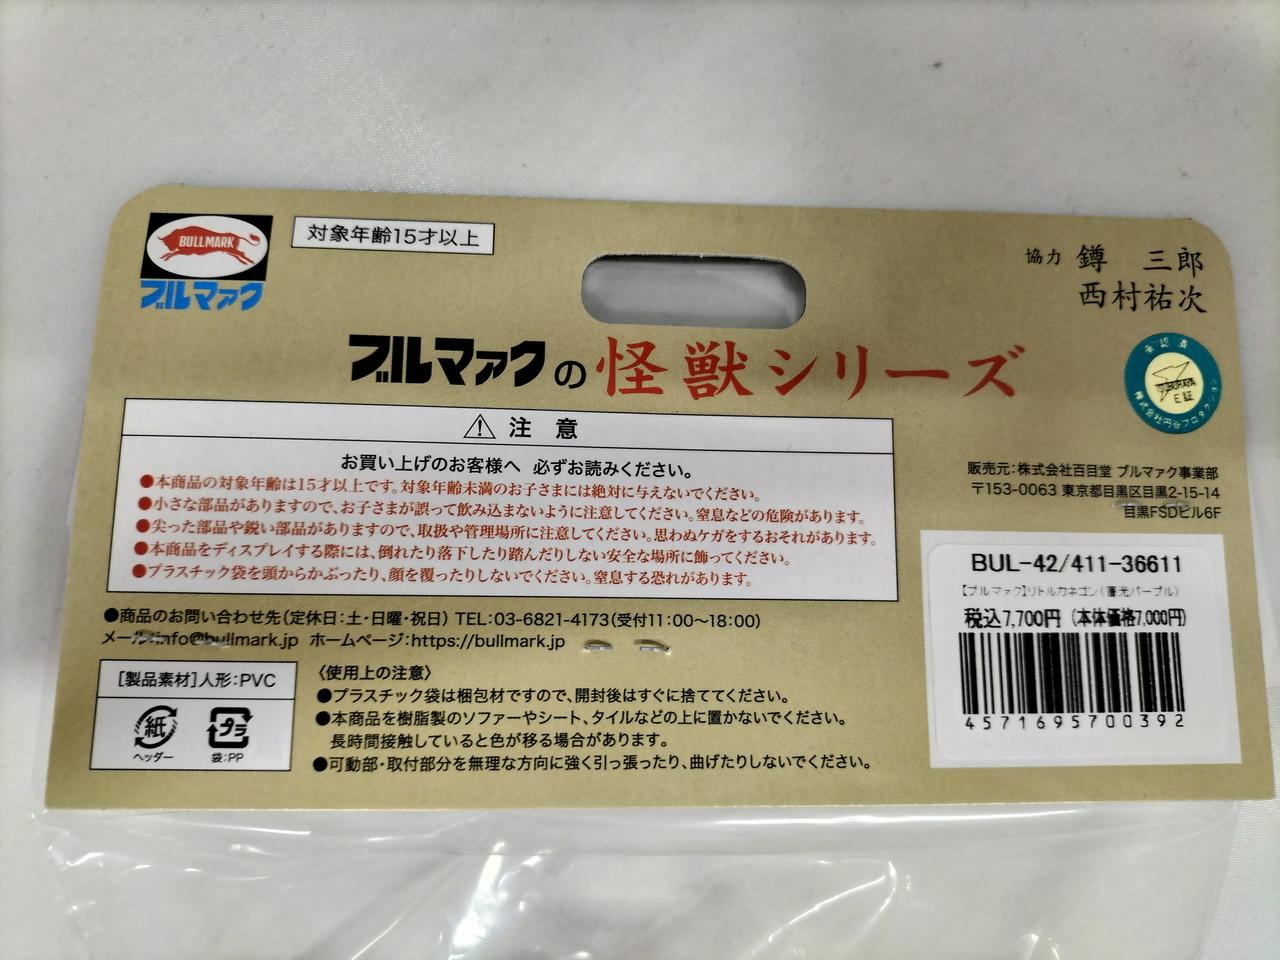 BULLMARK
ブルマァク
対象年齢15才以上
協力 鐏 三郎
西村祐次
ブルマァクの怪獣シリーズ
承認済
TSUBURAYA
E証
株式会社円谷プロダクション
⚠ 注 意
お買い上げのお客様へ 必ずお読みください。
●本商品の対象年齢は15才以上です。対象年齢未満のお子さまには絶対に与えないでください。
●小さな部品がありますので、お子さまが誤って飲み込まないように注意してください。窒息などの危険があります。
●尖った部品や鋭い部品がありますので、取扱や管理場所に注意してください。思わぬケガをするおそれがあります。
●本商品をディスプレイする際には、倒れたり落下したり踏んだりしない安全な場所に飾ってください。
●プラスチック袋を頭からかぶったり、顔を覆ったりしないでください。窒息する恐れがあります。
販売元:株式会社百目堂 ブルマァク事業部
〒153-0063 東京都目黒区目黒2-15-14
目黒FSDビル6F
●商品のお問い合わせ先(定休日:土・日曜・祝日) TEL:03-6821-4173(受付11:00〜18:00)
メール:info@bullmark.jp ホームページ:https://bullmark.jp
[製品素材]人形:PVC
紙
ヘッダー
プラ
袋:PP
〈使用上の注意〉
●プラスチック袋は梱包材ですので、開封後はすぐに捨ててください。
●本商品を樹脂製のソファーやシート、タイルなどの上に置かないでください。
長時間接触していると色が移る場合があります。
●可動部・取付部分を無理な方向に強く引っ張ったり、曲げたりしないでください。
BUL-42/411-36611
【ブルマァク】リトルカネゴン(蓄光パープル)
税込7,700円 (本体価格7,000円)
4571695700392